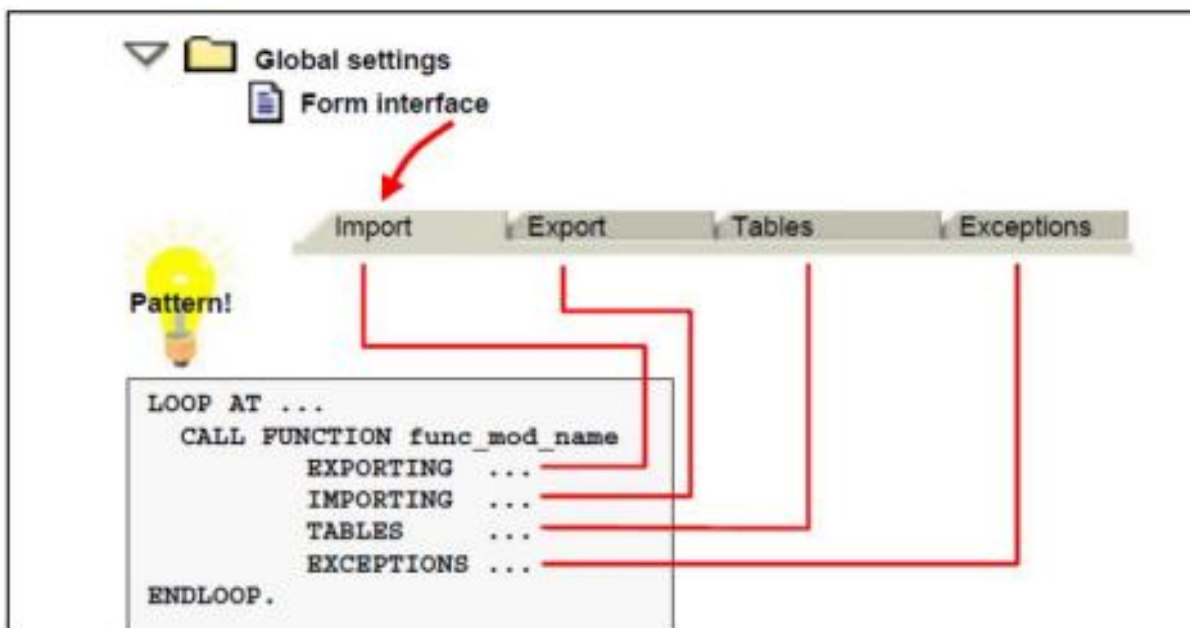 Global settings
Form interface
Import Export Tables Exceptions
Pattern!
LOOP AT ...
CALL FUNCTION func_mod_name
EXPORTING ...
IMPORTING ...
TABLES ...
EXCEPTIONS ...
ENDLOOP.